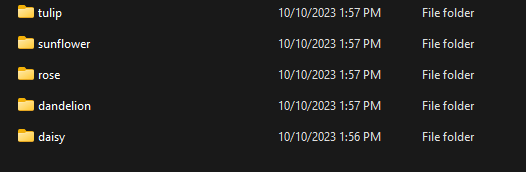 tulip 10/10/2023 1:57 PM File folder
sunflower 10/10/2023 1:57 PM File folder
rose 10/10/2023 1:57 PM File folder
dandelion 10/10/2023 1:57 PM File folder
daisy 10/10/2023 1:56 PM File folder